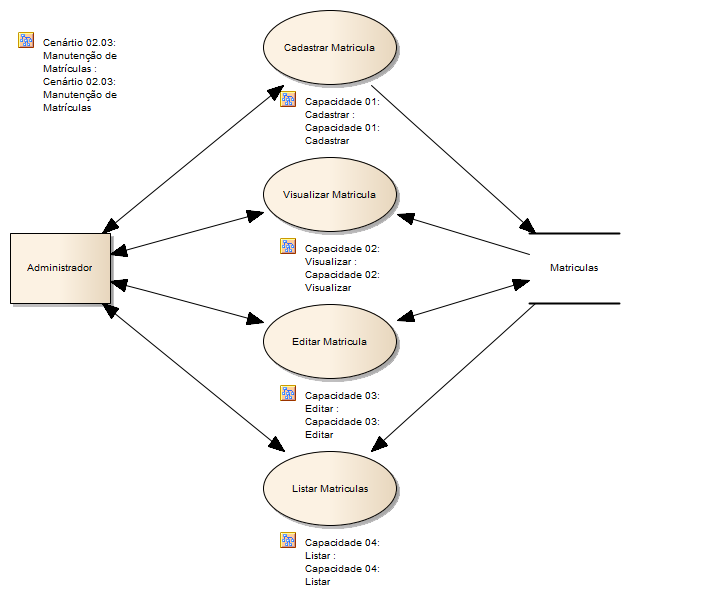 Cenártio 02.03:
Manutenção de
Matrículas :
Cenártio 02.03:
Manutenção de
Matrículas
Cadastrar Matricula
Capacidade 01:
Cadastrar :
Capacidade 01:
Cadastrar
Visualizar Matricula
Capacidade 02:
Visualizar :
Capacidade 02:
Visualizar
Administrador
Matriculas
Editar Matricula
Capacidade 03:
Editar :
Capacidade 03:
Editar
Listar Matriculas
Capacidade 04:
Listar :
Capacidade 04:
Listar